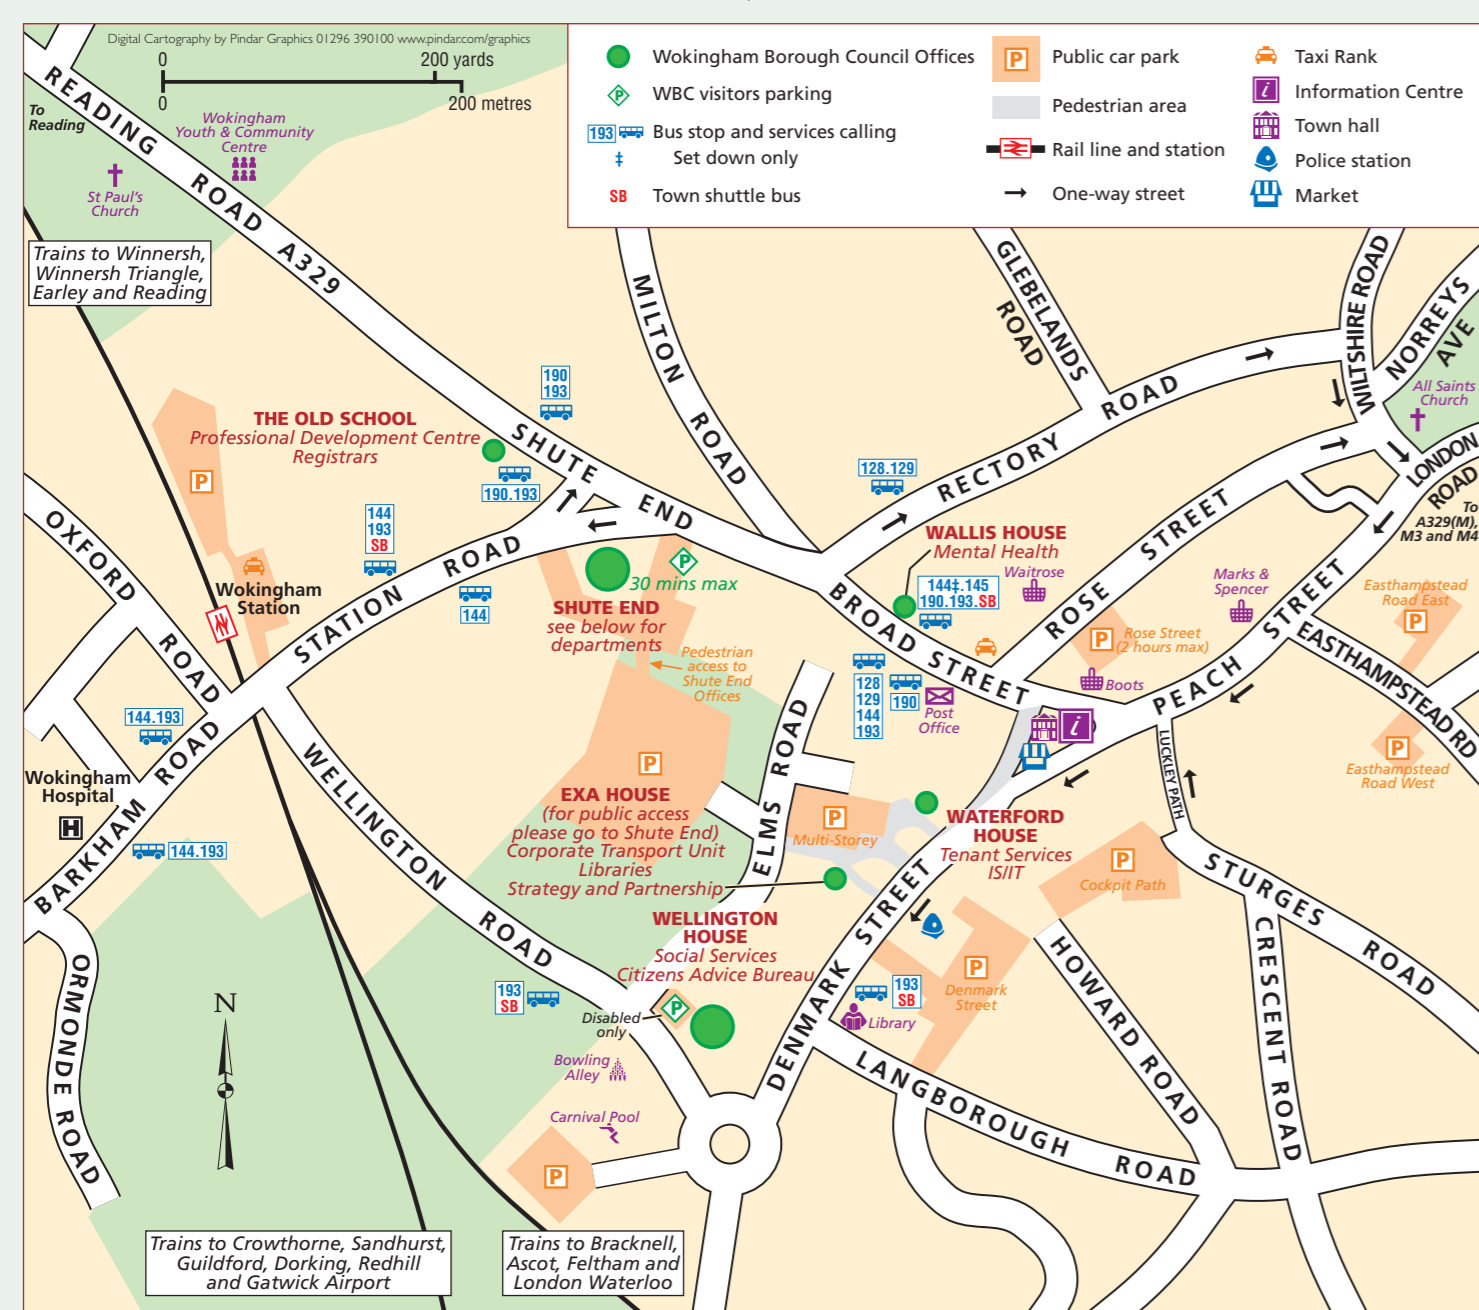 Digital Cartography by Pindar Graphics 01296 390100 www.pindar.com/graphics
0
200 yards
0
200 metres
Wokingham Borough Council Offices
P
WBC visitors parking
193
Bus stop and services calling
‡
Set down only
SB
Town shuttle bus
P
Public car park
Pedestrian area
Rail line and station
One-way street
Taxi Rank
i
Information Centre
Town hall
Police station
Market
To
Reading
READING ROAD A329
Wokingham
Youth & Community
Centre
St Paul's
Church
Trains to Winnersh,
Winnersh Triangle,
Earley and Reading
MILTON ROAD
GLEBELANDS
ROAD
WILTSHIRE ROAD
NORREYS
AVE
All Saints
Church
LONDON
ROAD
To
A329(M),
M3 and M4
190
193
THE OLD SCHOOL
Professional Development Centre
Registrars
190.193
P
SHUTE END
RECTORY ROAD
128.129
144
193
SB
OXFORD ROAD
Wokingham
Station
STATION ROAD
144
P
30 mins max
SHUTE END
see below for
departments
Pedestrian
access to
Shute End
Offices
WALLIS HOUSE
Mental Health
144‡.145
190.193.SB
Waitrose
BROAD STREET
ROSE STREET
P
Rose Street
(2 hours max)
Boots
Marks &
Spencer
PEACH STREET
Easthampstead
Road East
P
EASTHAMPSTEAD RD
P
Easthampstead
Road West
128
129
144
193
190
Post
Office
i
LUCKLEY PATH
144.193
Wokingham
Hospital
H
BARKHAM ROAD
144.193
WELLINGTON ROAD
P
EXA HOUSE
(for public access
please go to Shute End)
Corporate Transport Unit
Libraries
Strategy and Partnership
ELMS ROAD
P
Multi-Storey
WATERFORD
HOUSE
Tenant Services
IS/IT
P
Cockpit Path
STURGES ROAD
WELLINGTON
HOUSE
Social Services
Citizens Advice Bureau
DENMARK STREET
193
SB
Disabled
only
P
193
SB
Library
P
Denmark
Street
HOWARD ROAD
CRESCENT ROAD
ORMONDE ROAD
N
Bowling
Alley
Carnival Pool
P
LANGBOROUGH ROAD
Trains to Crowthorne, Sandhurst,
Guildford, Dorking, Redhill
and Gatwick Airport
Trains to Bracknell,
Ascot, Feltham and
London Waterloo